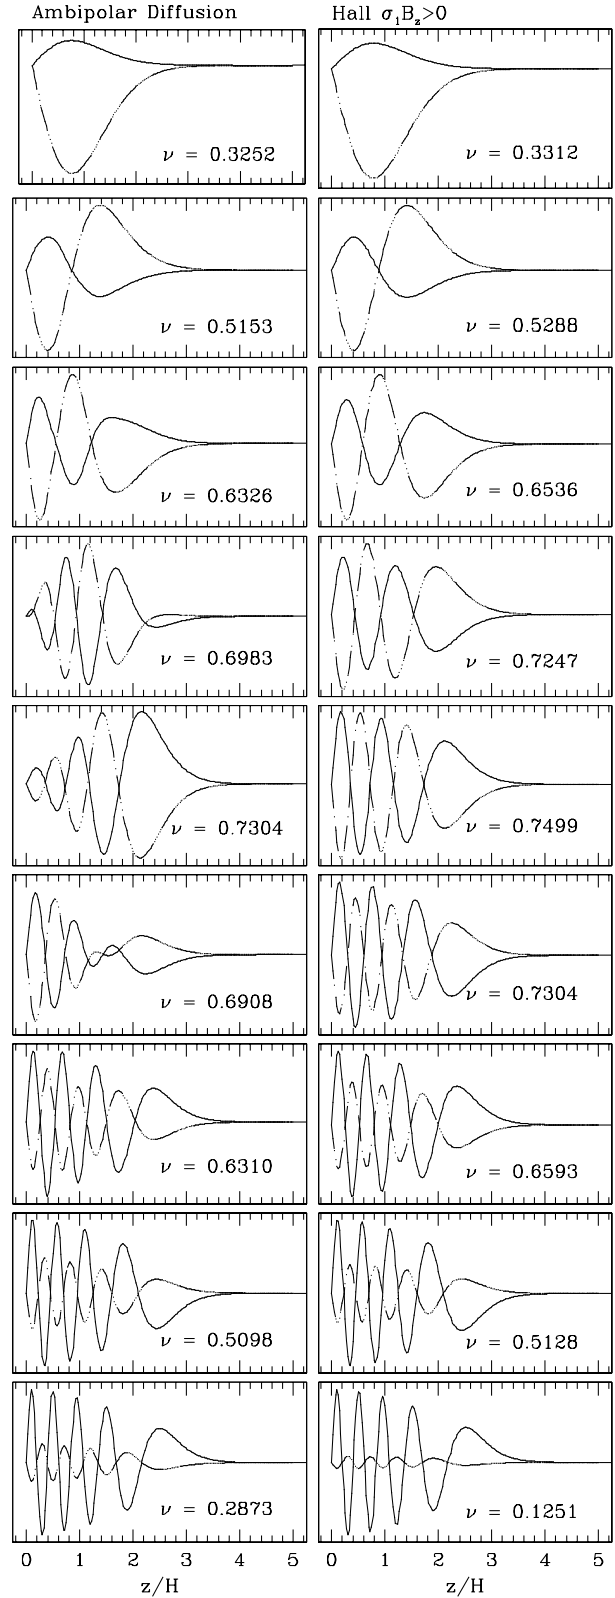 Ambipolar Diffusion Hall σ₁B_z>0
ν = 0.3252 ν = 0.3312
ν = 0.5153 ν = 0.5288
ν = 0.6326 ν = 0.6536
ν = 0.6983 ν = 0.7247
ν = 0.7304 ν = 0.7499
ν = 0.6908 ν = 0.7304
ν = 0.6310 ν = 0.6593
ν = 0.5098 ν = 0.5128
ν = 0.2873 ν = 0.1251
0 1 2 3 4 5 0 1 2 3 4 5
z/H z/H